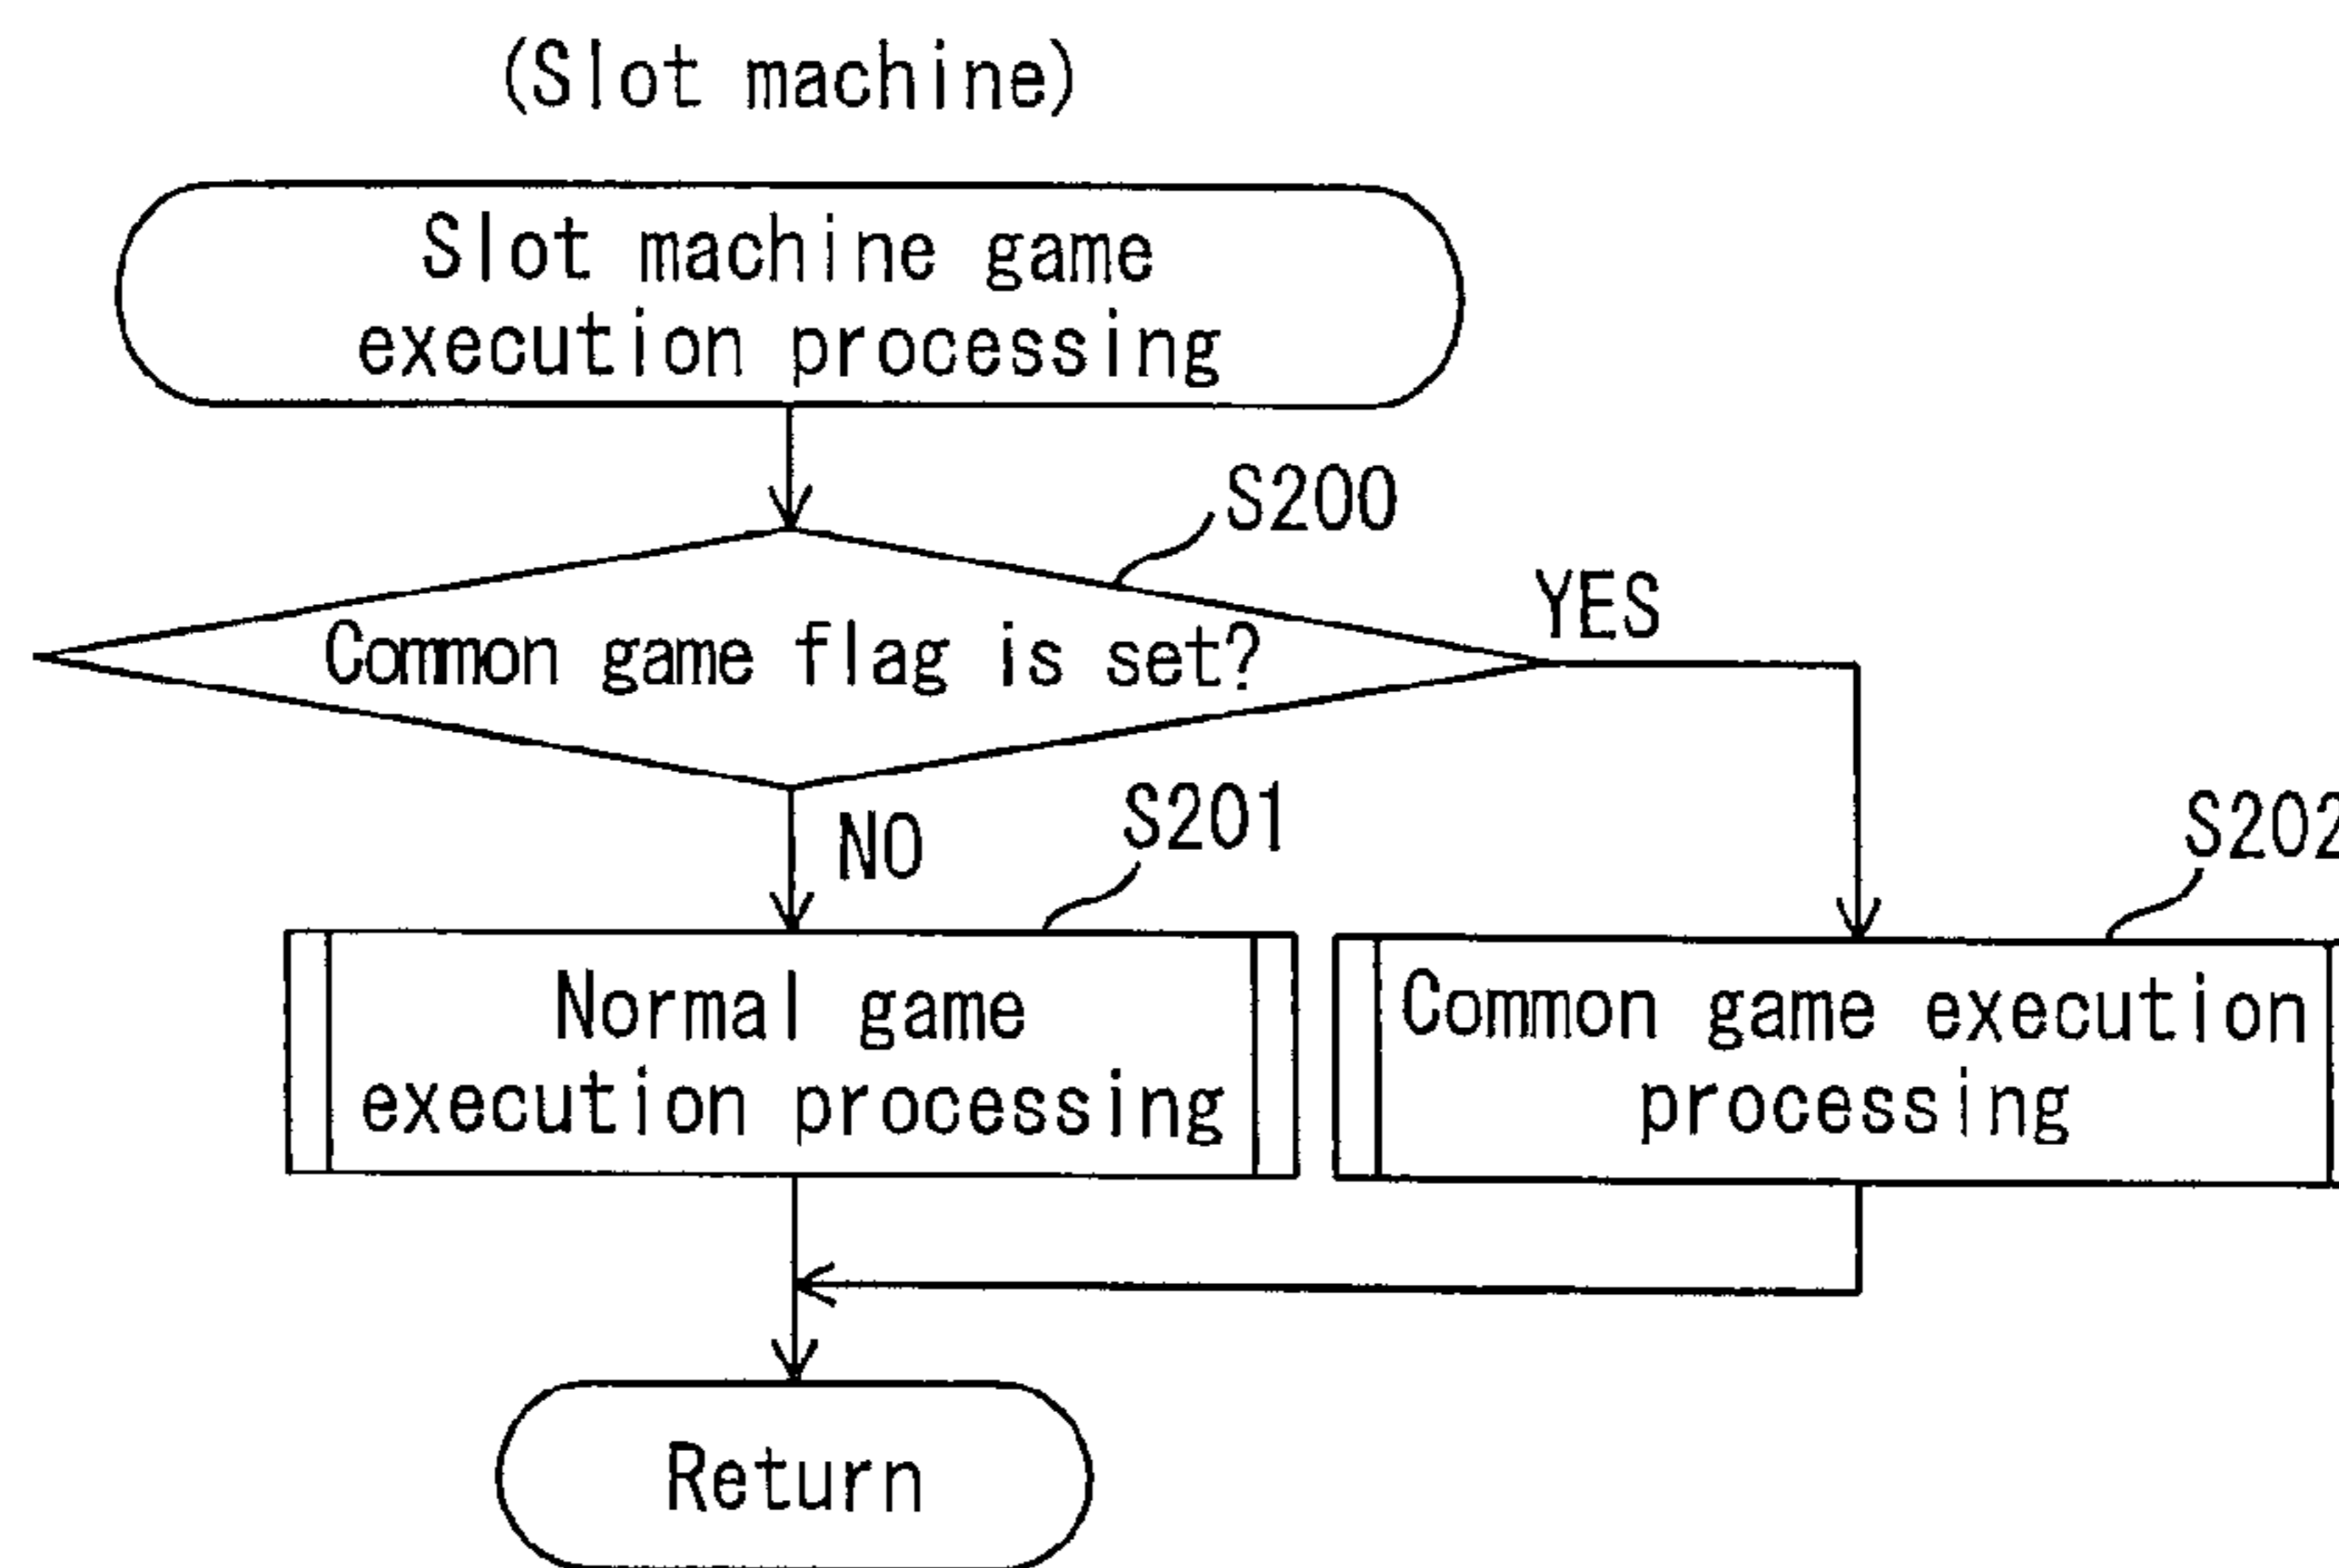 (Slot machine)
Slot machine game
execution processing
S200
Common game flag is set?
YES
NO
S201
S202
Normal game
execution processing
Common game execution
processing
Return